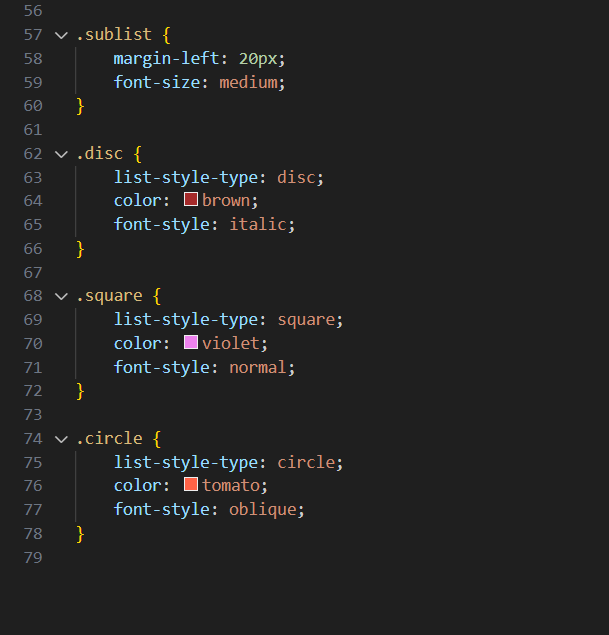 56
57 .sublist {
58     margin-left: 20px;
59     font-size: medium;
60 }
61
62 .disc {
63     list-style-type: disc;
64     color: brown;
65     font-style: italic;
66 }
67
68 .square {
69     list-style-type: square;
70     color: violet;
71     font-style: normal;
72 }
73
74 .circle {
75     list-style-type: circle;
76     color: tomato;
77     font-style: oblique;
78 }
79